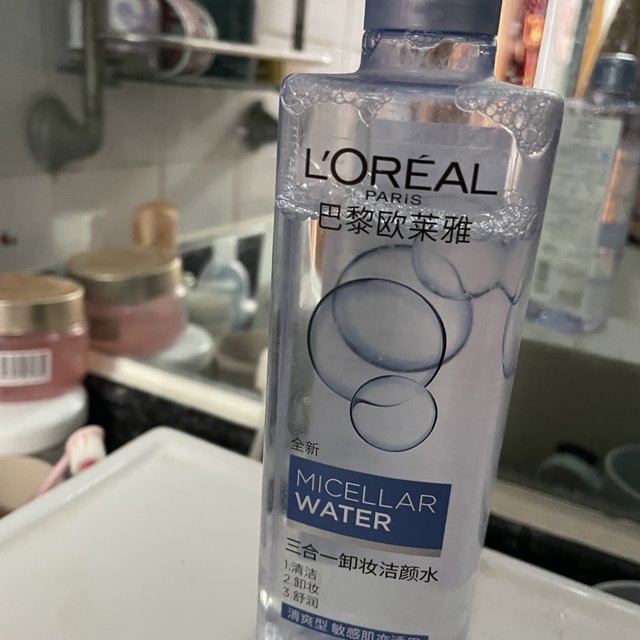 L'ORÉAL
PARIS
巴黎欧莱雅
全新
MICELLAR
WATER
三合一卸妆洁颜水
1.清洁
2.卸妆
3.舒润
清爽型 敏感肌亦适用